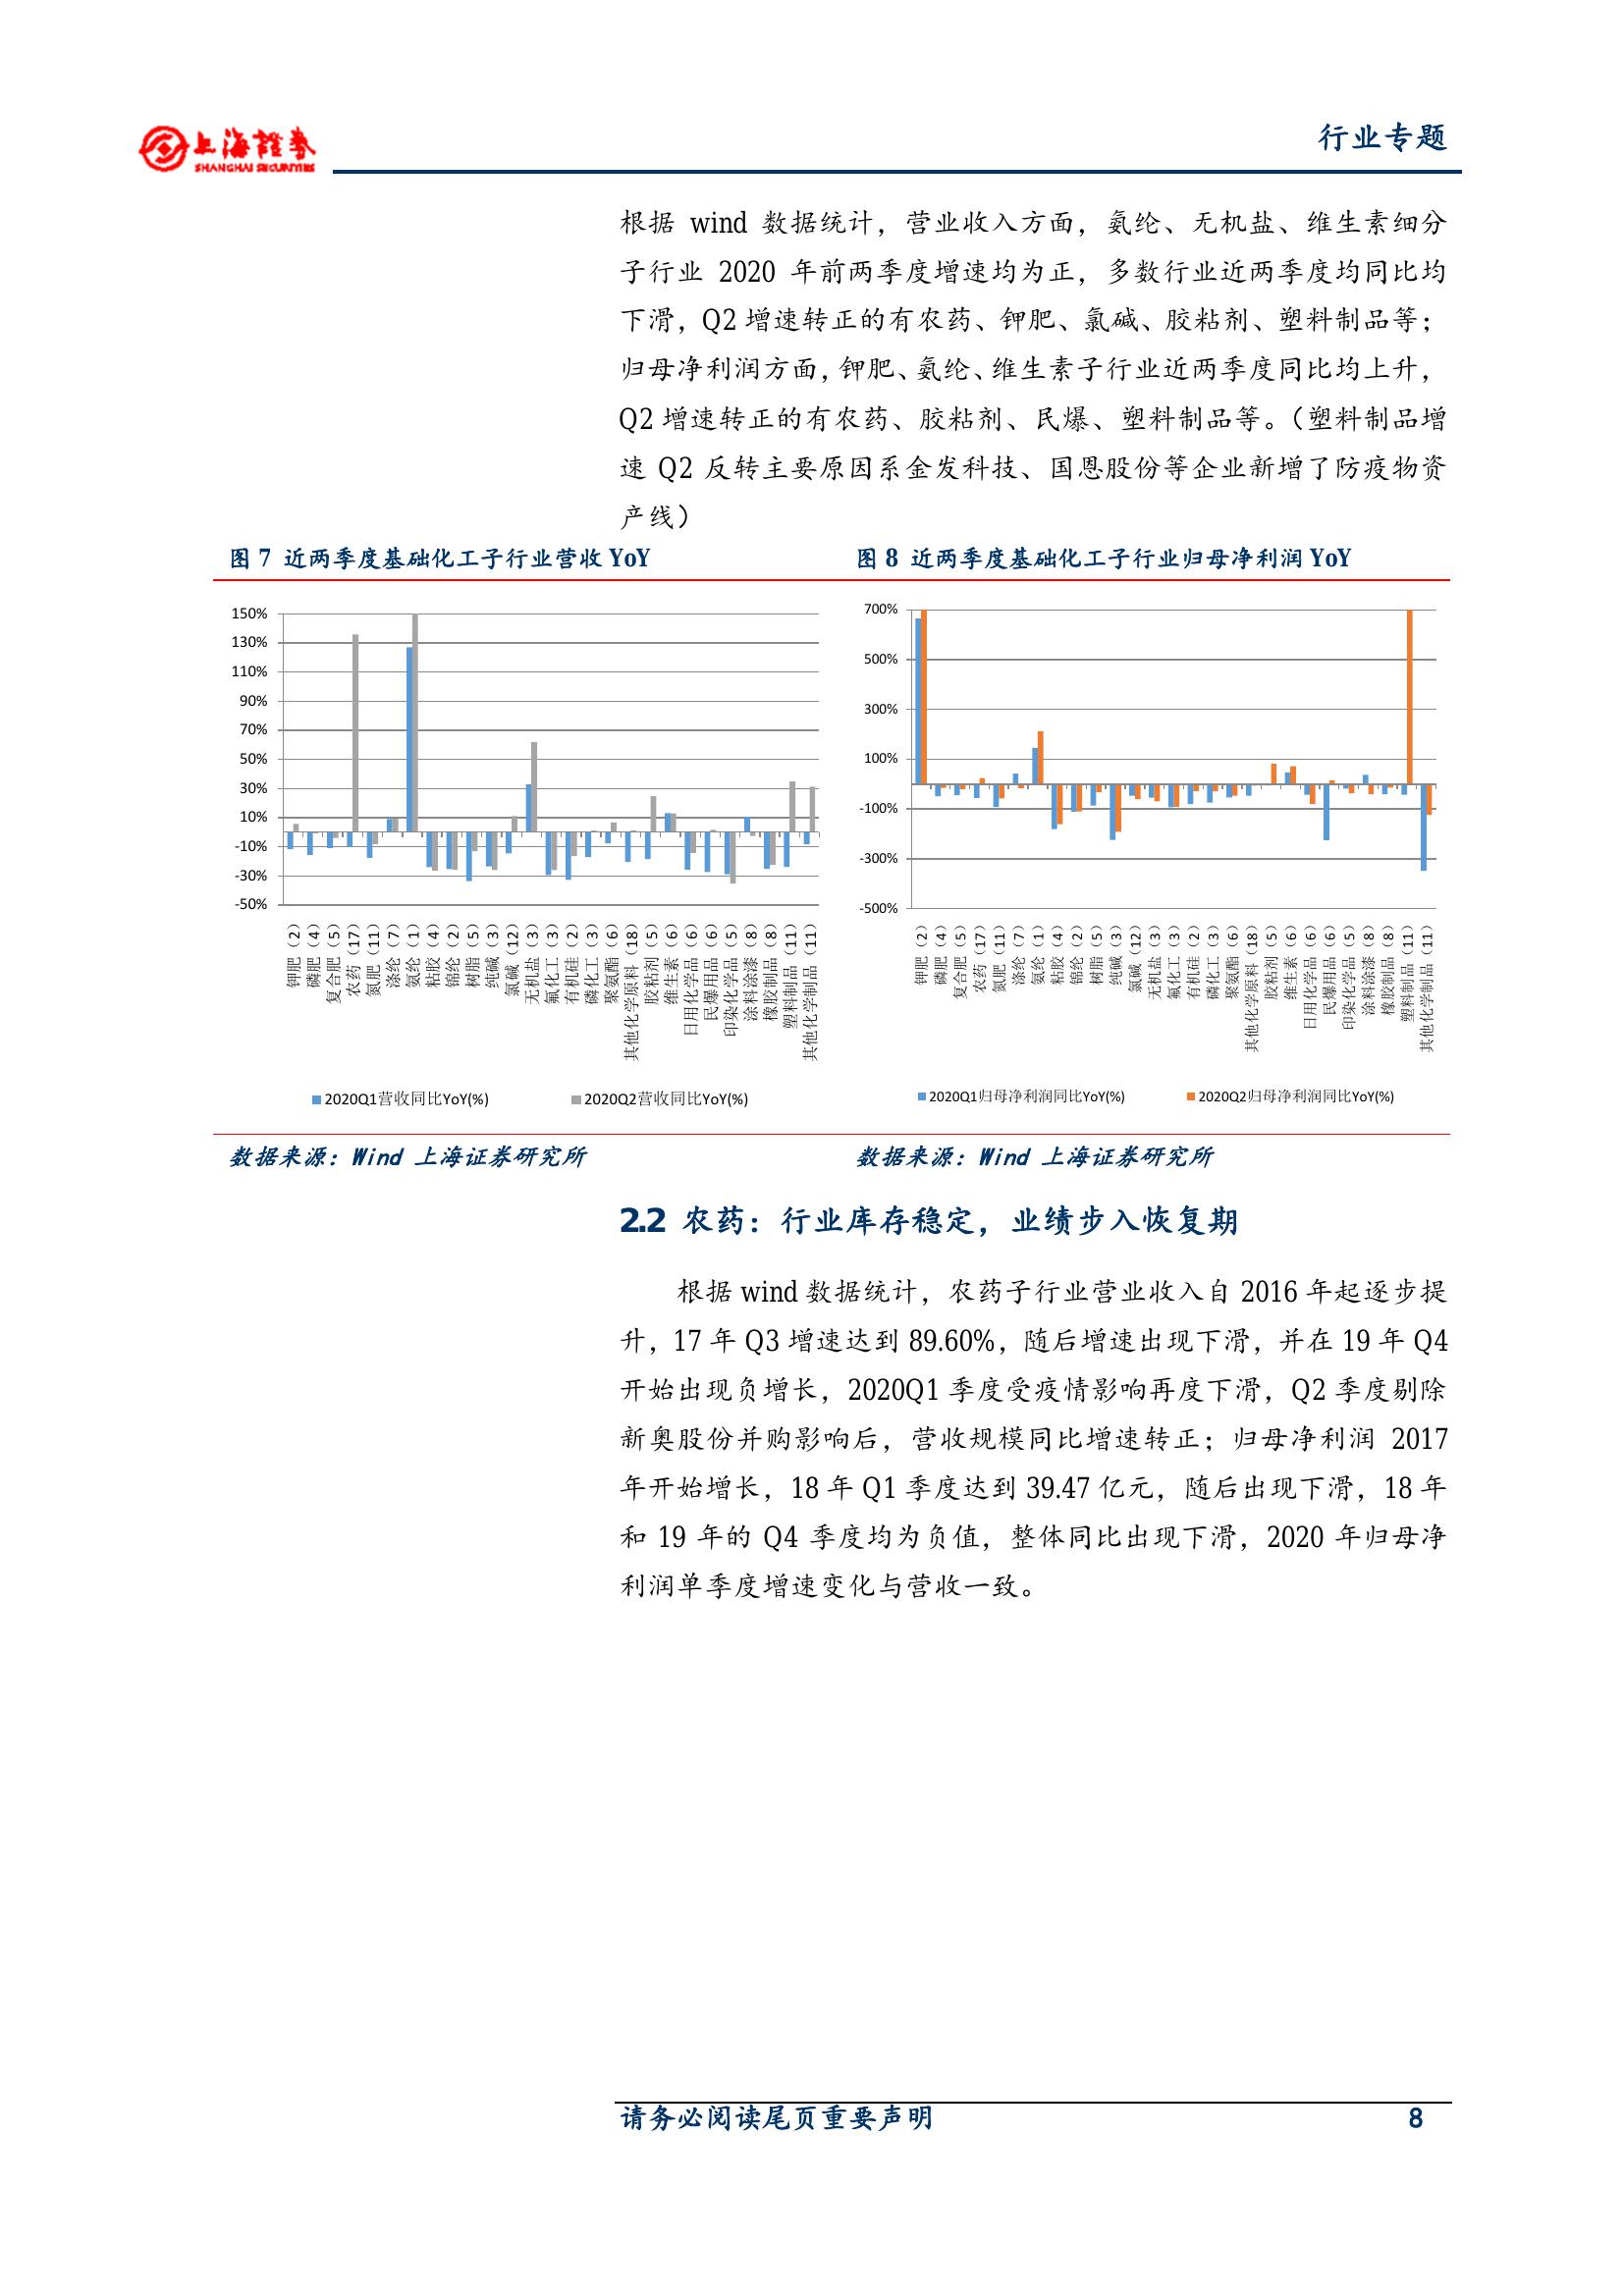 上海證券
SHANGHAI SECURITIES
行业专题
根据 wind 数据统计，营业收入方面，氨纶、无机盐、维生素细分
子行业 2020 年前两季度增速均为正，多数行业近两季度均同比均
下滑，Q2 增速转正的有农药、钾肥、氯碱、胶粘剂、塑料制品等；
归母净利润方面，钾肥、氨纶、维生素子行业近两季度同比均上升，
Q2 增速转正的有农药、胶粘剂、民爆、塑料制品等。（塑料制品增
速 Q2 反转主要原因系金发科技、国恩股份等企业新增了防疫物资
产线）
图 7 近两季度基础化工子行业营收 YoY
150%
130%
110%
90%
70%
50%
30%
10%
-10%
-30%
-50%
钾肥（2）
磷肥（4）
复合肥（5）
农药（17）
氮肥（11）
涤纶（7）
氨纶（1）
粘胶（4）
锦纶（2）
树脂（5）
纯碱（3）
氯碱（12）
无机盐（3）
氟化工（3）
有机硅（2）
磷化工（3）
聚氨酯（6）
其他化学原料（18）
胶粘剂（5）
维生素（6）
日用化学品（6）
民爆用品（6）
印染化学品（5）
涂料涂漆（8）
橡胶制品（8）
塑料制品（11）
其他化学制品（11）
2020Q1营收同比YoY(%)
2020Q2营收同比YoY(%)
数据来源：Wind 上海证券研究所
图 8 近两季度基础化工子行业归母净利润 YoY
700%
500%
300%
100%
-100%
-300%
-500%
钾肥（2）
磷肥（4）
复合肥（5）
农药（17）
氮肥（11）
涤纶（7）
氨纶（1）
粘胶（4）
锦纶（2）
树脂（5）
纯碱（3）
氯碱（12）
无机盐（3）
氟化工（3）
有机硅（2）
磷化工（3）
聚氨酯（6）
其他化学原料（18）
胶粘剂（5）
维生素（6）
日用化学品（6）
民爆用品（6）
印染化学品（5）
涂料涂漆（8）
橡胶制品（8）
塑料制品（11）
其他化学制品（11）
2020Q1归母净利润同比YoY(%)
2020Q2归母净利润同比YoY(%)
数据来源：Wind 上海证券研究所
2.2 农药：行业库存稳定，业绩步入恢复期
根据 wind 数据统计，农药子行业营业收入自 2016 年起逐步提
升，17 年 Q3 增速达到 89.60%，随后增速出现下滑，并在 19 年 Q4
开始出现负增长，2020Q1 季度受疫情影响再度下滑，Q2 季度剔除
新奥股份并购影响后，营收规模同比增速转正；归母净利润 2017
年开始增长，18 年 Q1 季度达到 39.47 亿元，随后出现下滑，18 年
和 19 年的 Q4 季度均为负值，整体同比出现下滑，2020 年归母净
利润单季度增速变化与营收一致。
请务必阅读尾页重要声明
8